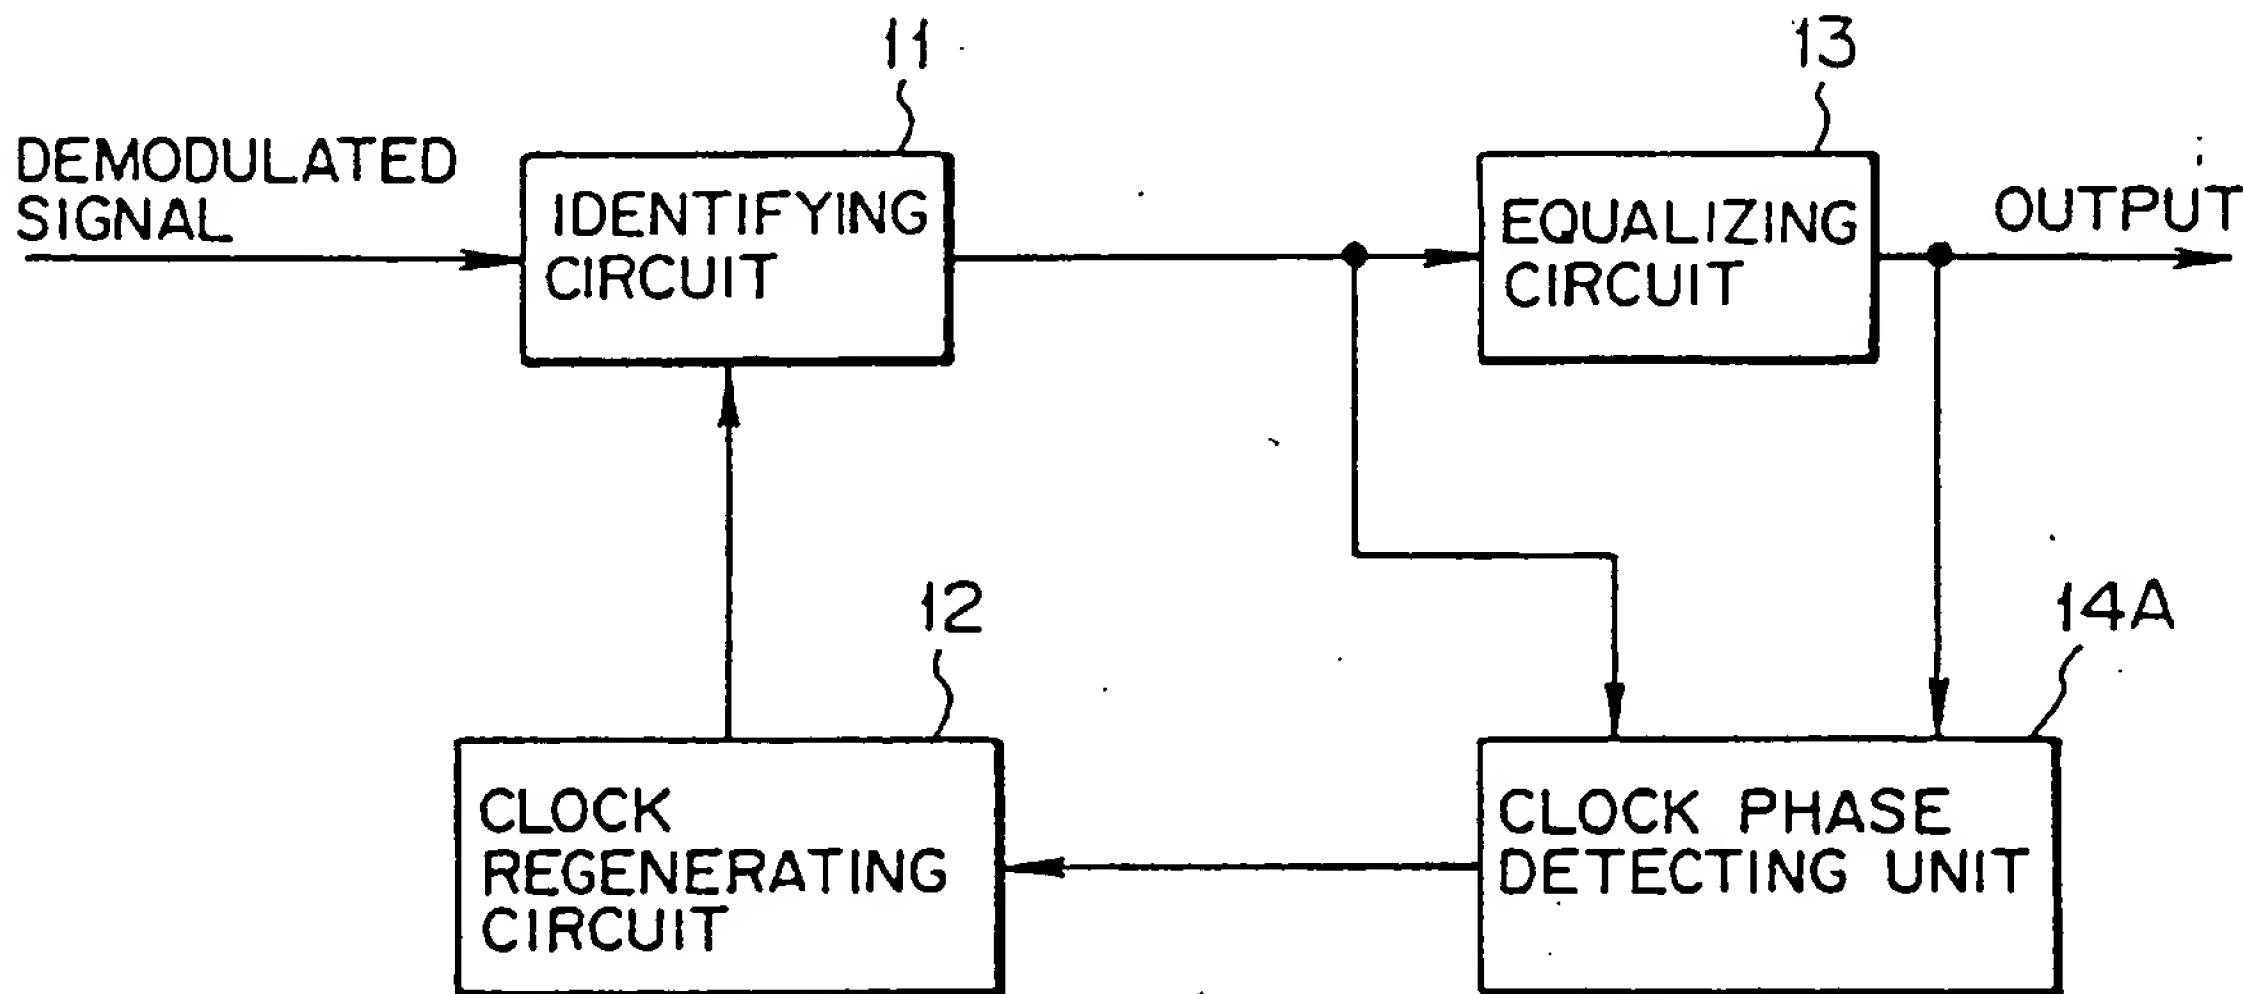 11
13
DEMODULATED
SIGNAL
IDENTIFYING
CIRCUIT
EQUALIZING
CIRCUIT
OUTPUT
12
14A
CLOCK
REGENERATING
CIRCUIT
CLOCK PHASE
DETECTING UNIT